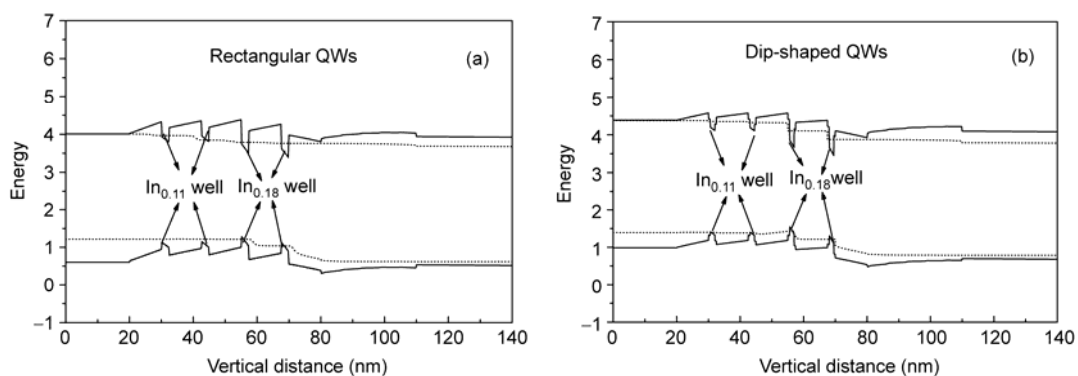 7
6
5
4
3
2
1
0
−1
Energy
Rectangular QWs
(a)
In0.11 well
In0.18 well
0 20 40 60 80 100 120 140
Vertical distance (nm)
7
6
5
4
3
2
1
0
−1
Energy
Dip-shaped QWs
(b)
In0.11 well
In0.18 well
0 20 40 60 80 100 120 140
Vertical distance (nm)